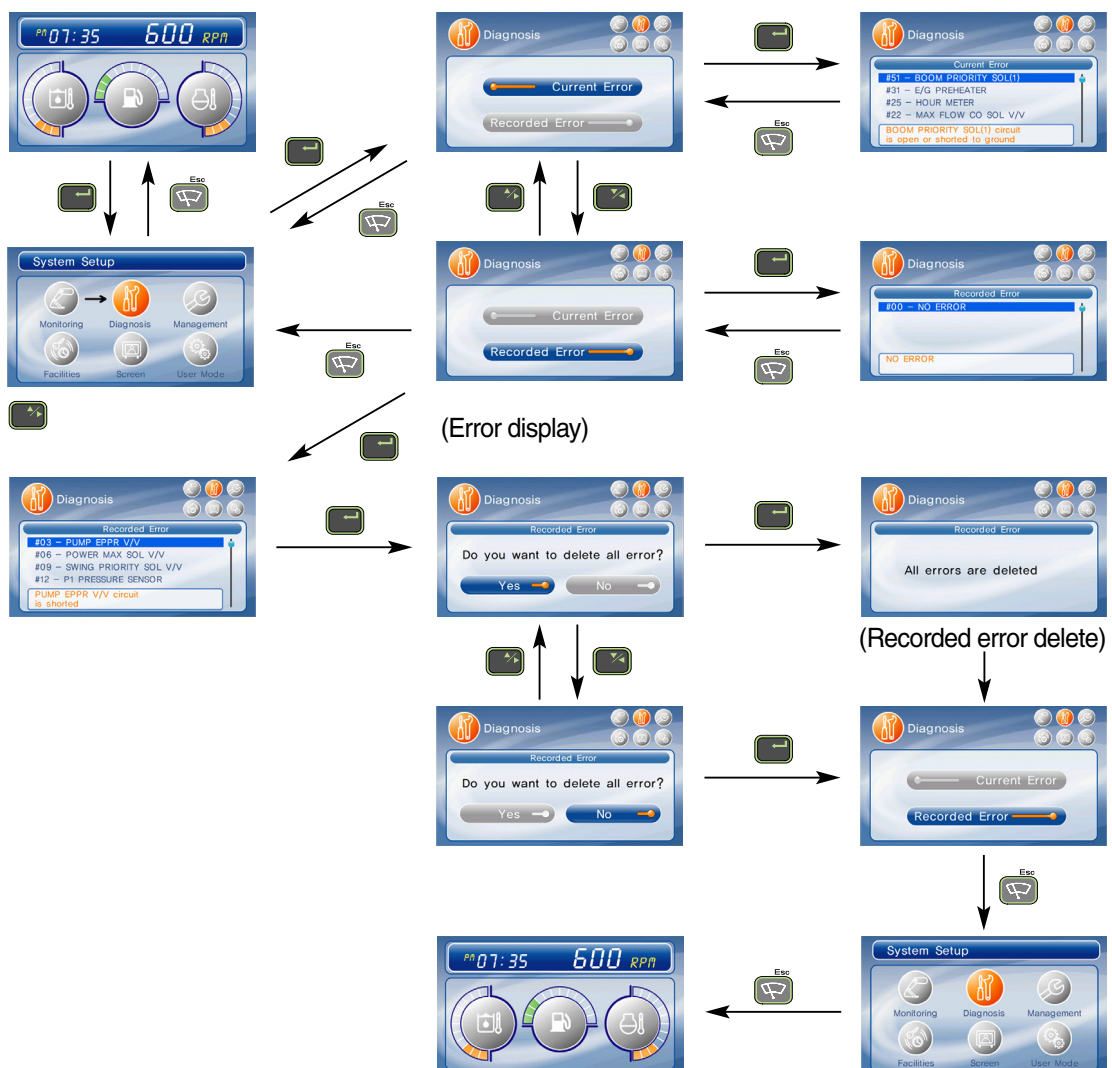 PM 07:35 600 RPM
Diagnosis
Current Error
Recorded Error
Diagnosis
Current Error
#51 – BOOM PRIORITY SOL(1)
#31 – E/G PREHEATER
#25 – HOUR METER
#22 – MAX FLOW CO SOL V/V
BOOM PRIORITY SOL(1) circuit
is open or shorted to ground
Esc
Esc
Esc
System Setup
Monitoring
Diagnosis
Management
Facilities
Screen
User Mode
Diagnosis
Current Error
Recorded Error
Diagnosis
Recorded Error
#00 – NO ERROR
NO ERROR
Esc
Esc
(Error display)
Diagnosis
Recorded Error
#03 – PUMP EPPR V/V
#06 – POWER MAX SOL V/V
#09 – SWING PRIORITY SOL V/V
#12 – P1 PRESSURE SENSOR
PUMP EPPR V/V circuit
is shorted
Diagnosis
Recorded Error
Do you want to delete all error?
Yes
No
Diagnosis
Recorded Error
All errors are deleted
(Recorded error delete)
Diagnosis
Recorded Error
Do you want to delete all error?
Yes
No
Diagnosis
Current Error
Recorded Error
Esc
PM 07:35 600 RPM
Esc
System Setup
Monitoring
Diagnosis
Management
Facilities
Screen
User Mode